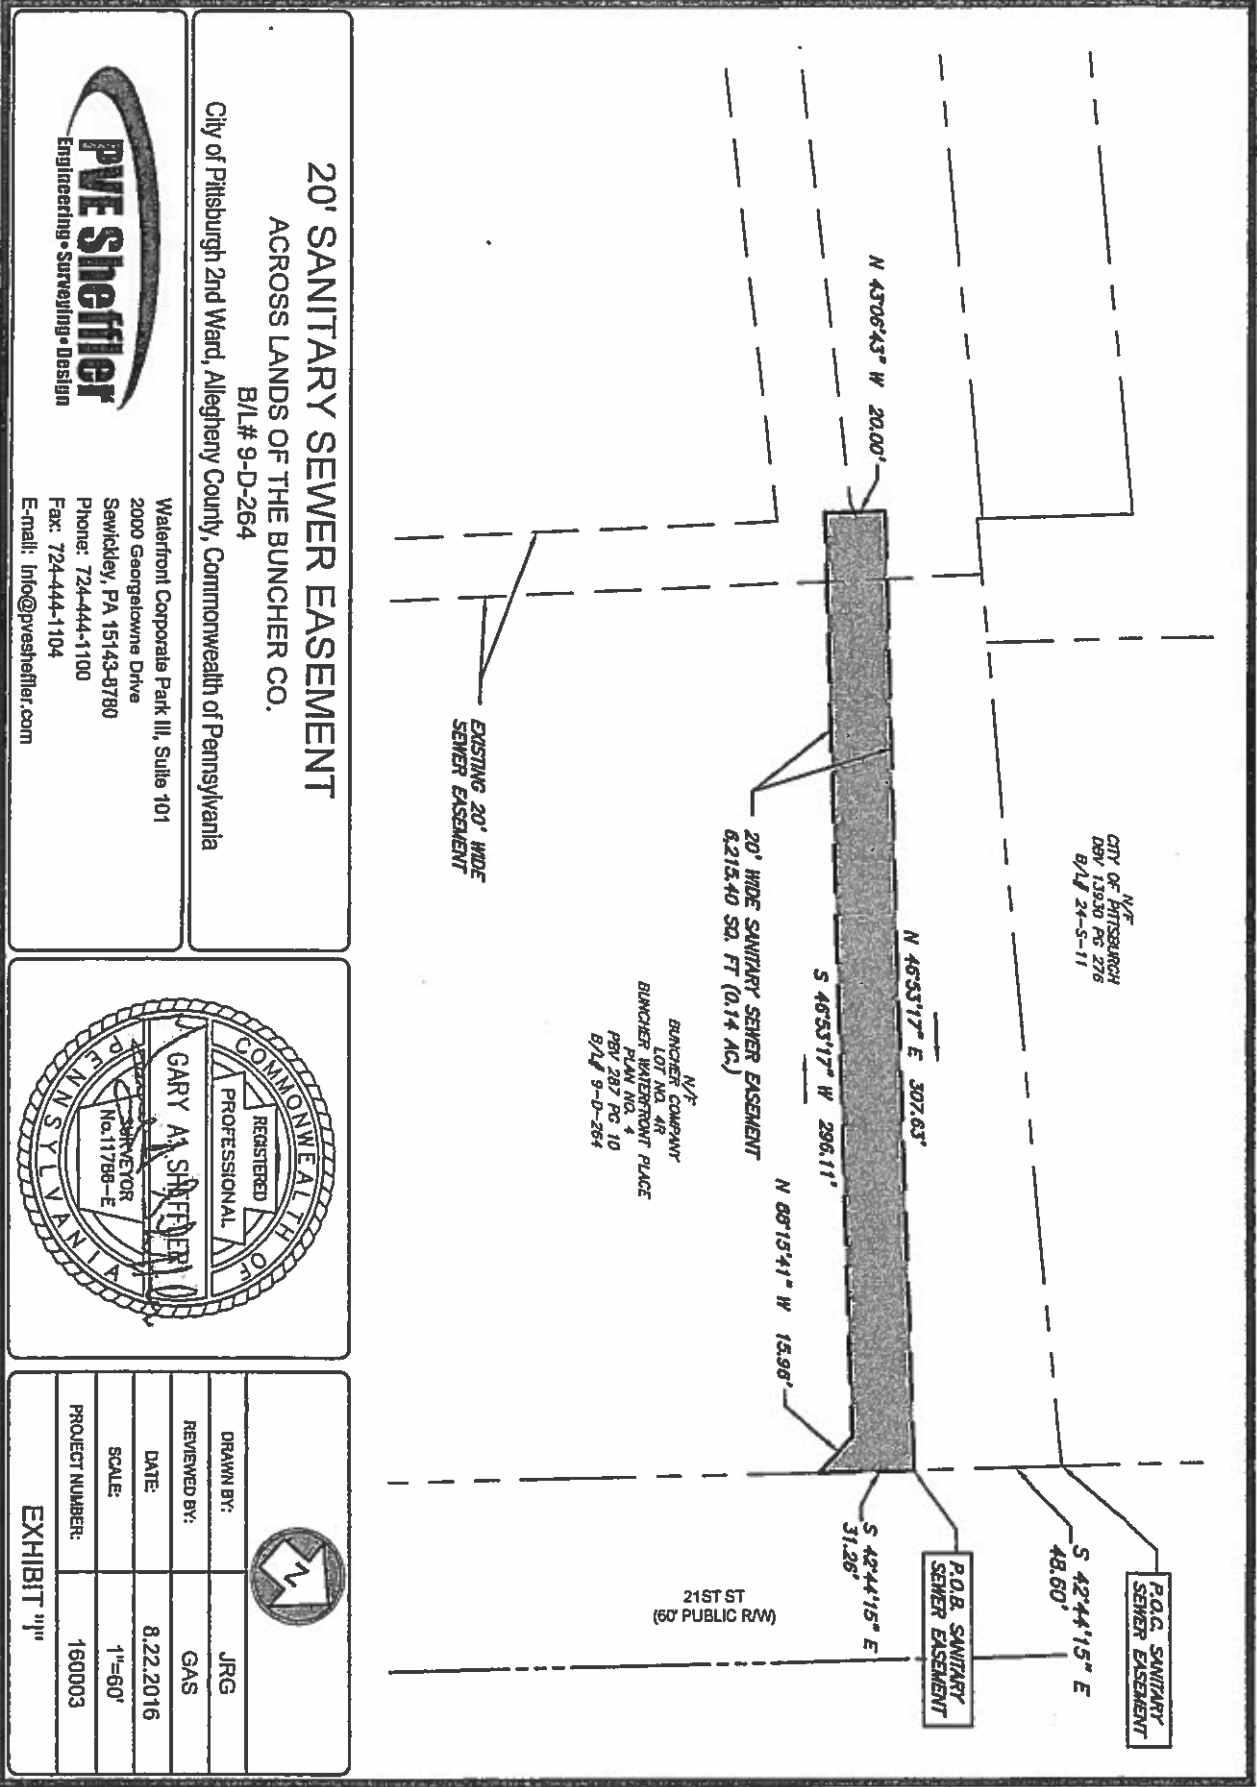 N/F
CITY OF PITTSBURGH
DBV 13930 PG 276
B/L# 24-S-11
P.O.C. SANITARY
SEWER EASEMENT
S 42°44'15" E
48.60'
P.O.B. SANITARY
SEWER EASEMENT
N 43°06'43" W 20.00'
N 46°53'17" E 307.63'
S 46°53'17" W 296.11'
S 42°44'15" E
31.26'
N 88°15'41" W 15.98'
20' WIDE SANITARY SEWER EASEMENT
6,215.40 SQ. FT (0.14 AC.)
21ST ST
(60' PUBLIC R/W)
N/F
BUNCHER COMPANY
LOT NO. 4R
BUNCHER WATERFRONT PLACE
PLAN NO. 4
PBV 287 PG 10
B/L# 9-D-264
EXISTING 20' WIDE
SEWER EASEMENT
20' SANITARY SEWER EASEMENT
ACROSS LANDS OF THE BUNCHER CO.
B/L# 9-D-264
City of Pittsburgh 2nd Ward, Allegheny County, Commonwealth of Pennsylvania
PVE Sheffler
Engineering•Surveying•Design
Waterfront Corporate Park III, Suite 101
2000 Georgetowne Drive
Sewickley, PA 15143-8780
Phone: 724-444-1100
Fax: 724-444-1104
E-mail: info@pvesheffler.com
COMMONWEALTH OF
REGISTERED
PROFESSIONAL
GARY A. SHEFFLER
SURVEYOR
No.11788-E
PENNSYLVANIA
N
DRAWN BY: JRG
REVIEWED BY: GAS
DATE: 8.22.2016
SCALE: 1"=60'
PROJECT NUMBER: 160003
EXHIBIT "I"